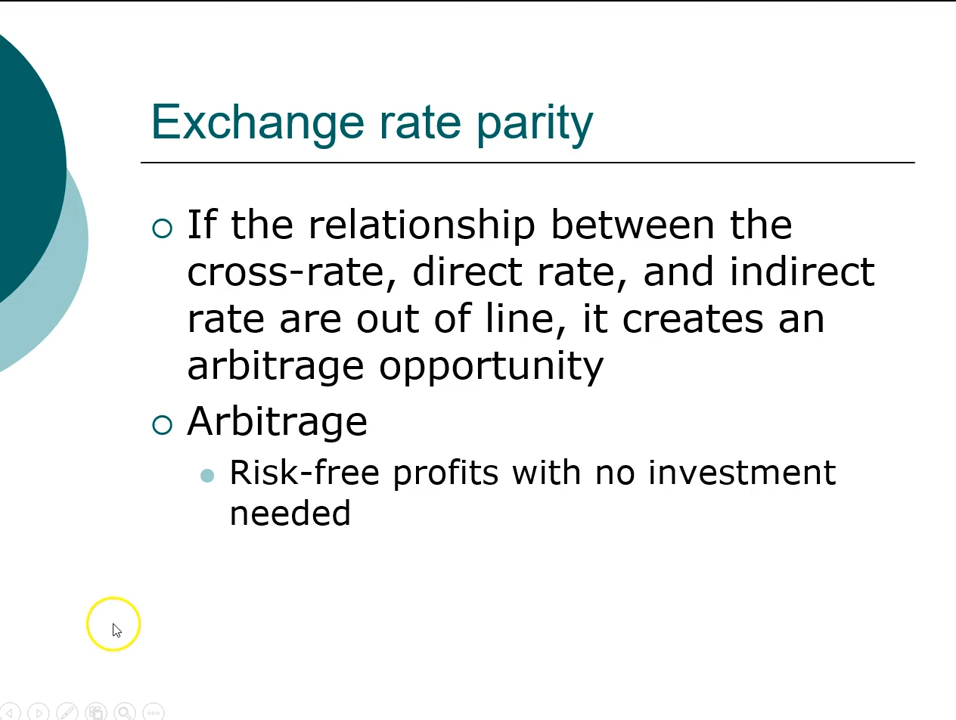 Exchange rate parity
If the relationship between the
cross-rate, direct rate, and indirect
rate are out of line, it creates an
arbitrage opportunity
Arbitrage
Risk-free profits with no investment
needed